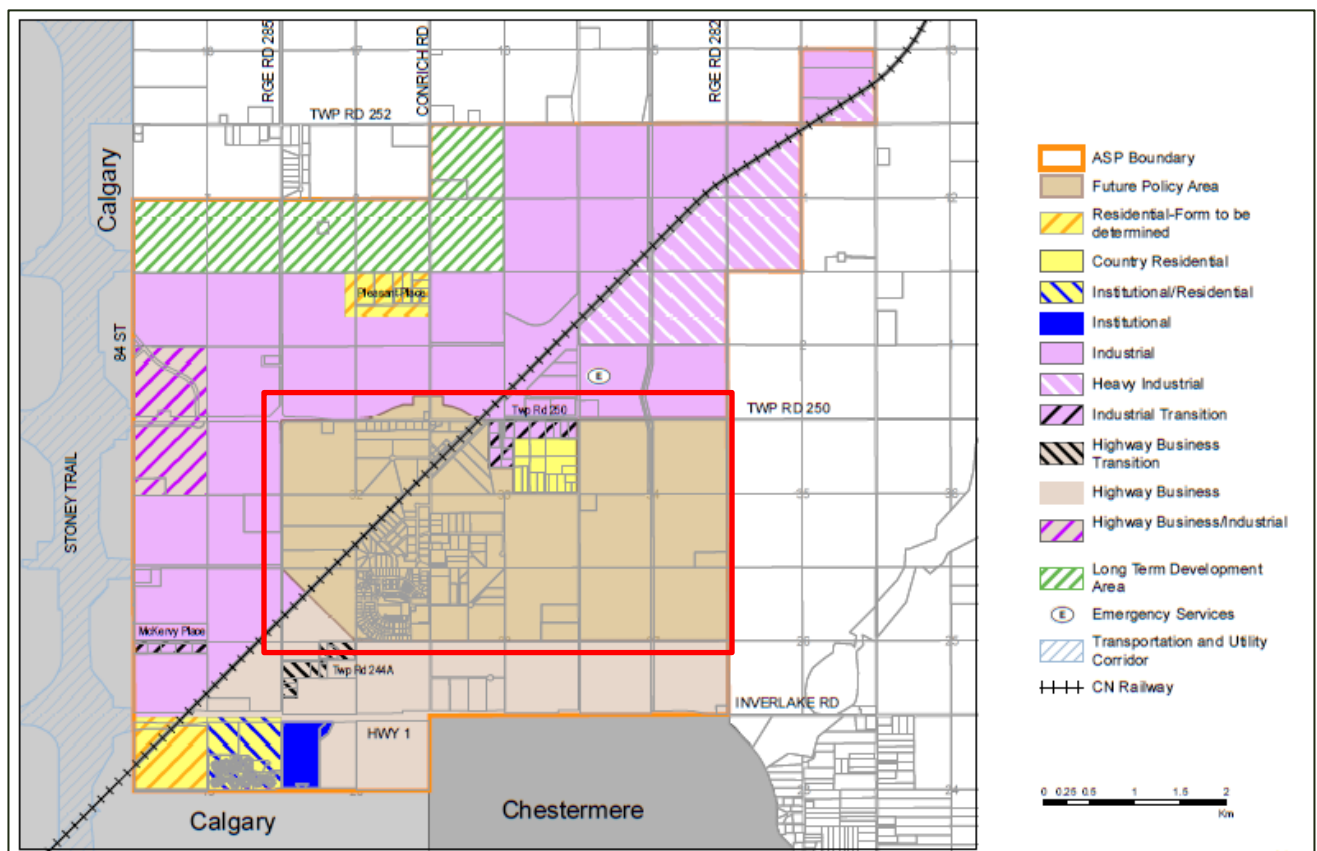 RGE RD 285
CONRICH RD
RGE RD 282
TWP RD 252
Calgary
84 ST
STONEY TRAIL
Pleasant Place
E
TWP RD 250
Twp Rd 250
McKervy Place
Twp Rd 244A
INVERLAKE RD
HWY 1
Calgary
Chestermere
ASP Boundary
Future Policy Area
Residential-Form to be
determined
Country Residential
Institutional/Residential
Institutional
Industrial
Heavy Industrial
Industrial Transition
Highway Business
Transition
Highway Business
Highway Business/Industrial
Long Term Development
Area
E
Emergency Services
Transportation and Utility
Corridor
CN Railway
0 0.25 0.5 1 1.5 2
Km